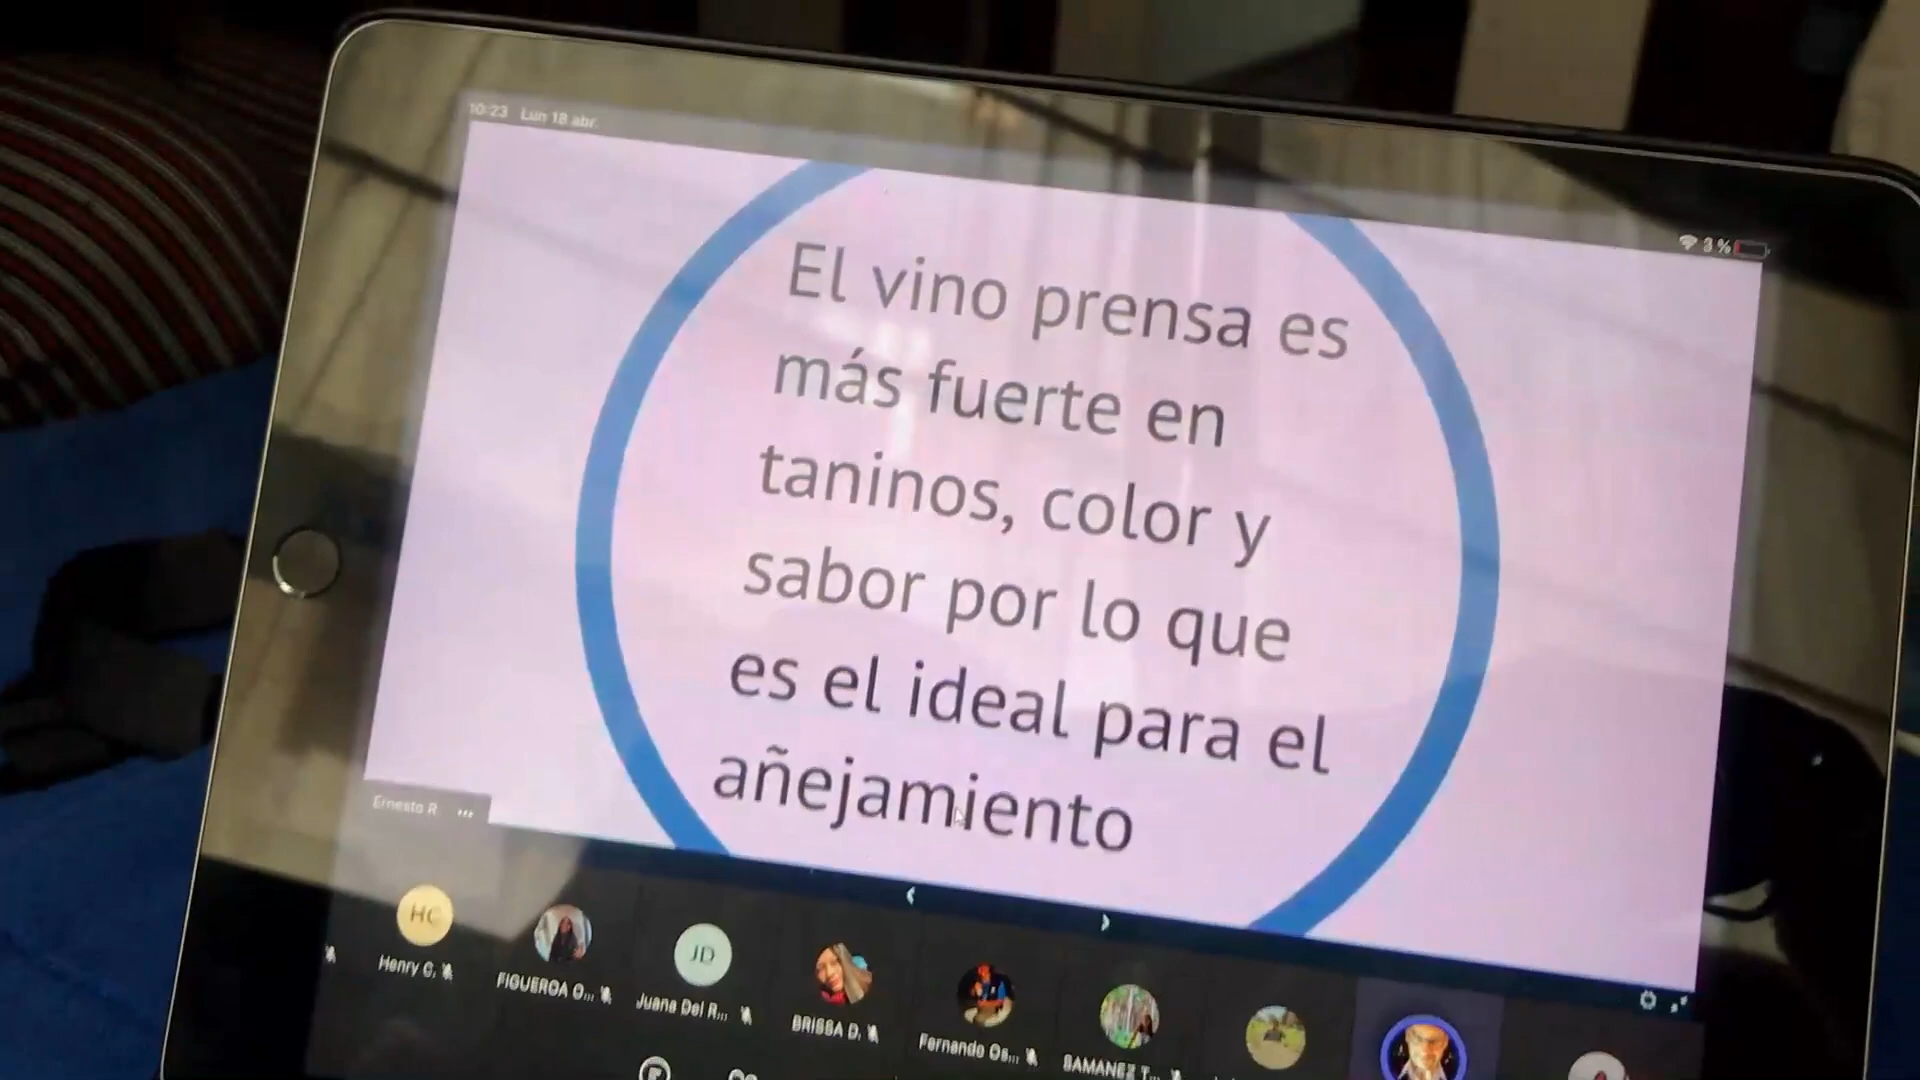 10:23 Lun 18 abr.
3 %
El vino prensa es
más fuerte en
taninos, color y
sabor por lo que
es el ideal para el
añejamiento
Ernesto R
HC
JD
Henry C.
FIGUEROA O...
Juana Del R...
BRISSA D.
Fernando Os...
SAMANEZ T...